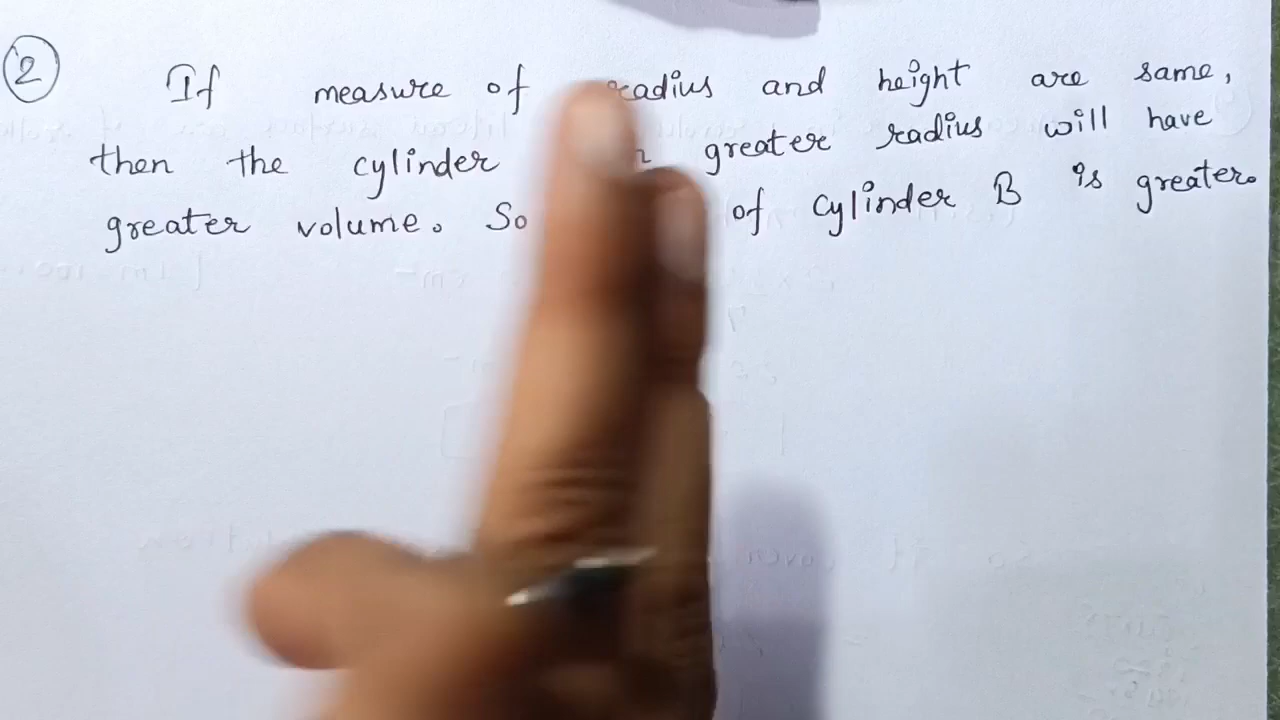 2 If measure of radius and height are same,
then the cylinder greater radius will have
greater volume. So of cylinder B is greater.